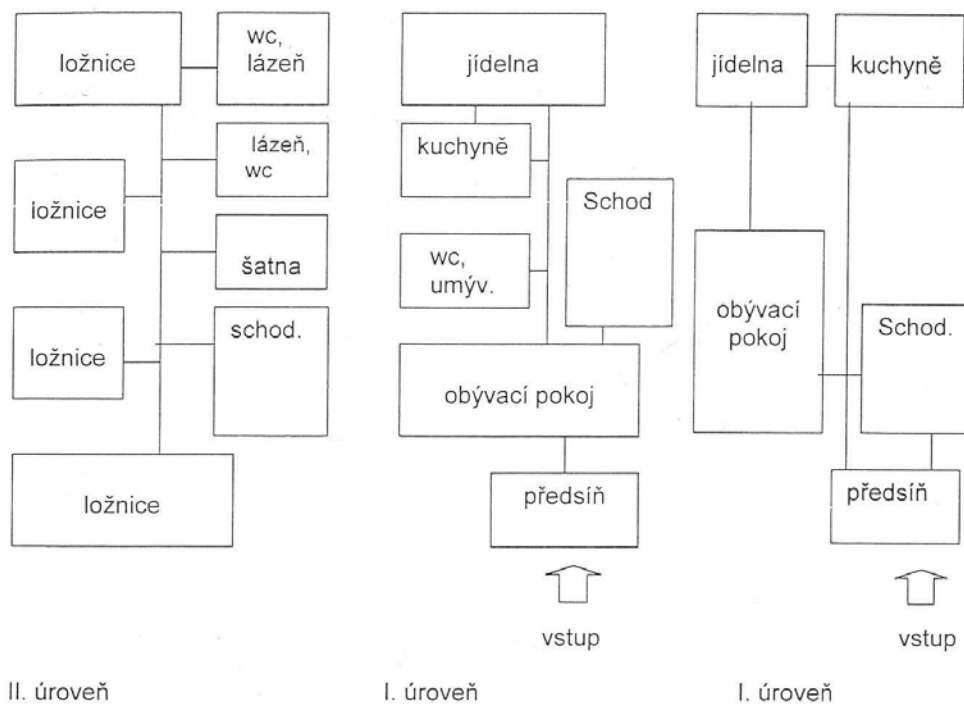 ložnice
wc,
lázeň
lázeň,
wc
ložnice
šatna
ložnice
schod.
ložnice
II. úroveň
jídelna
kuchyně
Schod
wc,
umýv.
obývací pokoj
předsíň
vstup
I. úroveň
jídelna
kuchyně
obývací
pokoj
Schod.
předsíň
vstup
I. úroveň